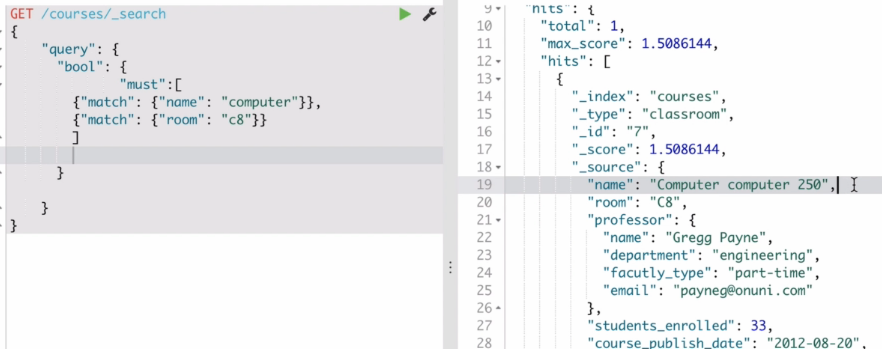 GET /courses/_search
{
"query": {
"bool": {
"must":[
{"match": {"name": "computer"}},
{"match": {"room": "c8"}}
]
}
}
}
9 "hits": {
10 "total": 1,
11 "max_score": 1.5086144,
12 "hits": [
13 {
14 "_index": "courses",
15 "_type": "classroom",
16 "_id": "7",
17 "_score": 1.5086144,
18 "_source": {
19 "name": "Computer computer 250",
20 "room": "C8",
21 "professor": {
22 "name": "Gregg Payne",
23 "department": "engineering",
24 "facutly_type": "part-time",
25 "email": "payneg@onuni.com"
26 },
27 "students_enrolled": 33,
28 "course_publish_date": "2012-08-20",